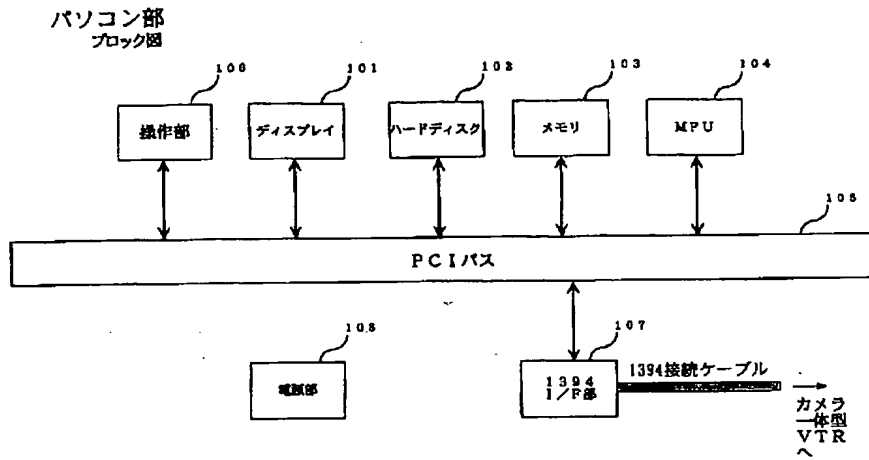 パソコン部
ブロック図
106
101
102
103
104
操作部
ディスプレイ
ハードディスク
メモリ
MPU
105
PCIバス
108
107
電源部
1394
I/F部
1394接続ケーブル
カメラ
一体型
VTR
へ